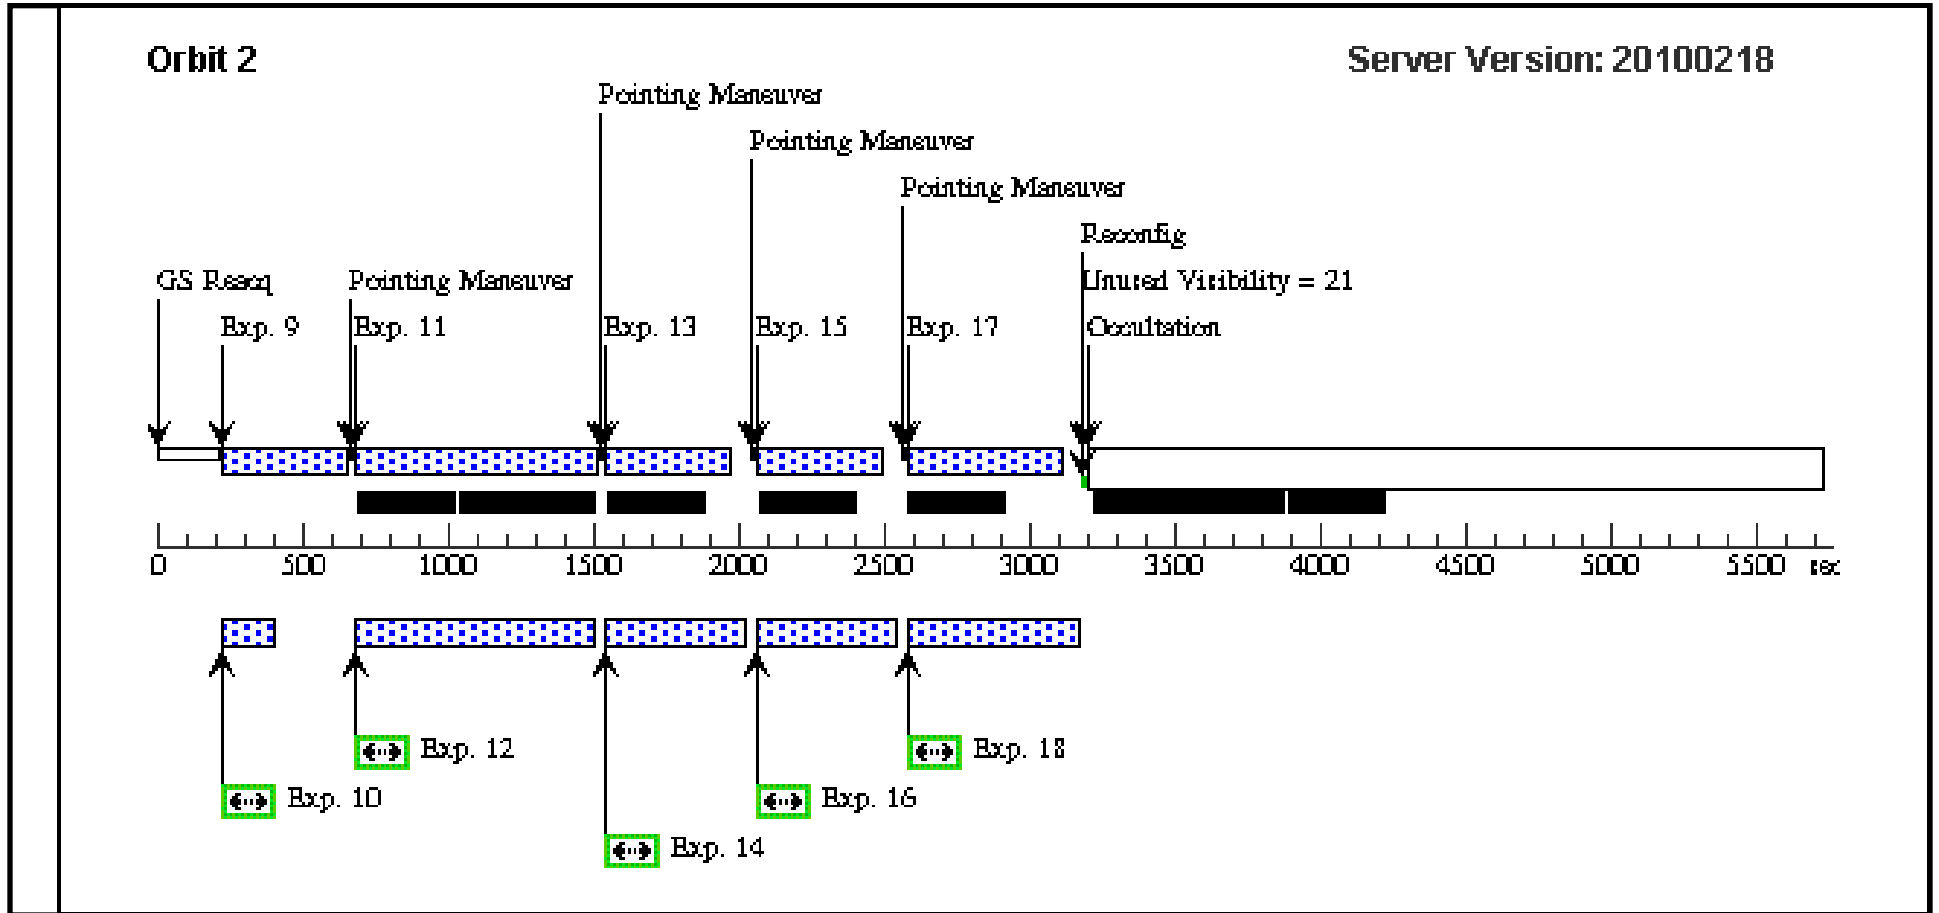 Orbit 2
Server Version: 20100218
Pointing Maneuver
Pointing Maneuver
Pointing Maneuver
Reconfig
GS Reacq
Pointing Maneuver
Unused Visibility = 21
Exp. 9
Exp. 11
Exp. 13
Exp. 15
Exp. 17
Occultation
0 500 1000 1500 2000 2500 3000 3500 4000 4500 5000 5500 sec
Exp. 12
Exp. 18
Exp. 10
Exp. 16
Exp. 14